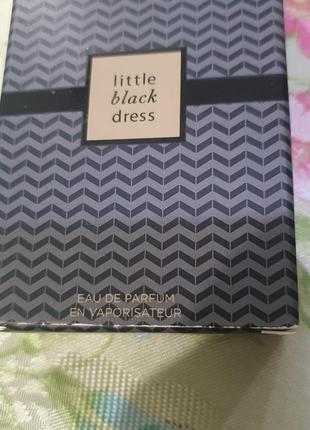 little
black
dress
EAU DE PARFUM
EN VAPORISATEUR